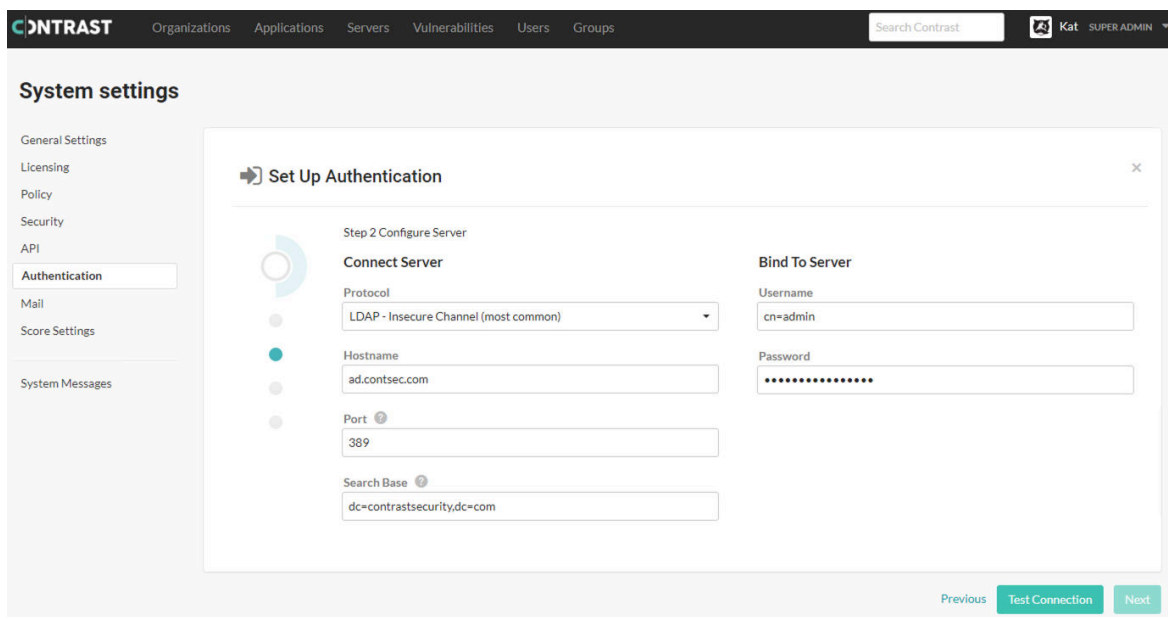 CONTRAST Organizations Applications Servers Vulnerabilities Users Groups Search Contrast Kat SUPER ADMIN
System settings
General Settings
Licensing
Policy
Security
API
Authentication
Mail
Score Settings
System Messages
Set Up Authentication
Step 2 Configure Server
Connect Server
Protocol
LDAP - Insecure Channel (most common)
Hostname
ad.contsec.com
Port ?
389
Search Base ?
dc=contrastsecurity,dc=com
Bind To Server
Username
cn=admin
Password
••••••••••••••••
Previous Test Connection Next